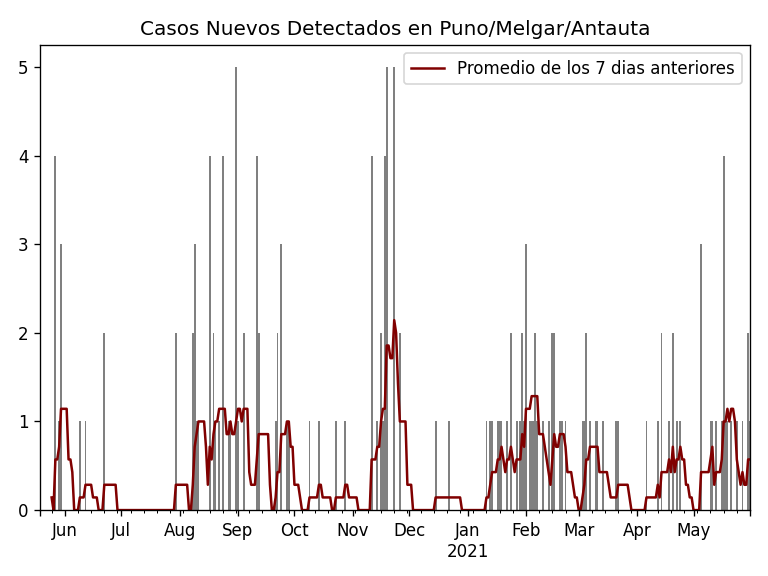 Casos Nuevos Detectados en Puno/Melgar/Antauta
Promedio de los 7 dias anteriores
5
4
3
2
1
0
Jun Jul Aug Sep Oct Nov Dec Jan Feb Mar Apr May
2021